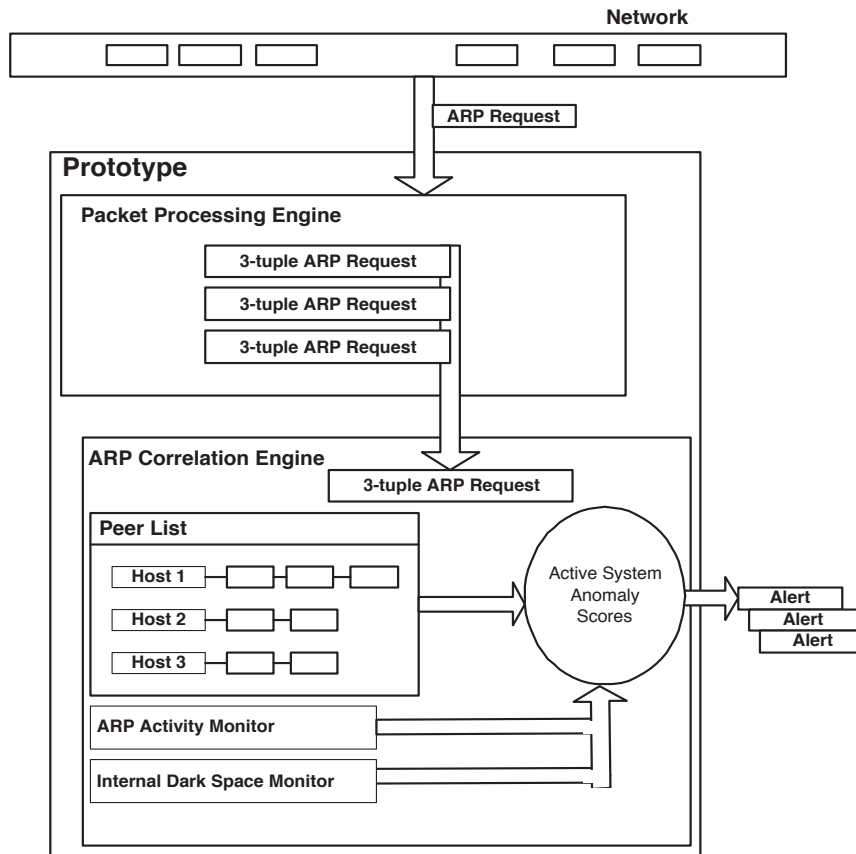 Network
ARP Request
Prototype
Packet Processing Engine
3-tuple ARP Request
3-tuple ARP Request
3-tuple ARP Request
ARP Correlation Engine
3-tuple ARP Request
Peer List
Host 1
Host 2
Host 3
Active System
Anomaly
Scores
Alert
Alert
Alert
ARP Activity Monitor
Internal Dark Space Monitor